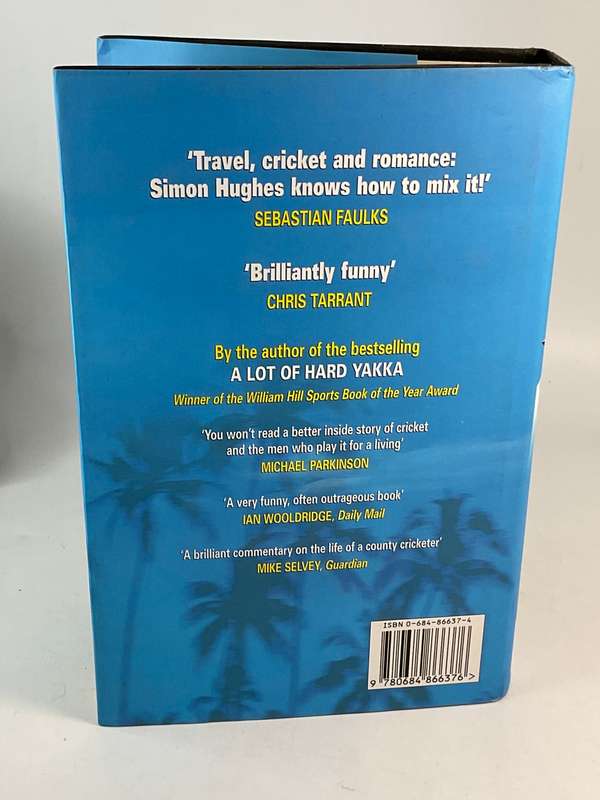 ‘Travel, cricket and romance:
Simon Hughes knows how to mix it!’
SEBASTIAN FAULKS
‘Brilliantly funny’
CHRIS TARRANT
By the author of the bestselling
A LOT OF HARD YAKKA
Winner of the William Hill Sports Book of the Year Award
‘You won't read a better inside story of cricket
and the men who play it for a living’
MICHAEL PARKINSON
‘A very funny, often outrageous book’
IAN WOOLDRIDGE, Daily Mail
‘A brilliant commentary on the life of a county cricketer’
MIKE SELVEY, Guardian
ISBN 0-684-86637-4
9 780684 866376 >